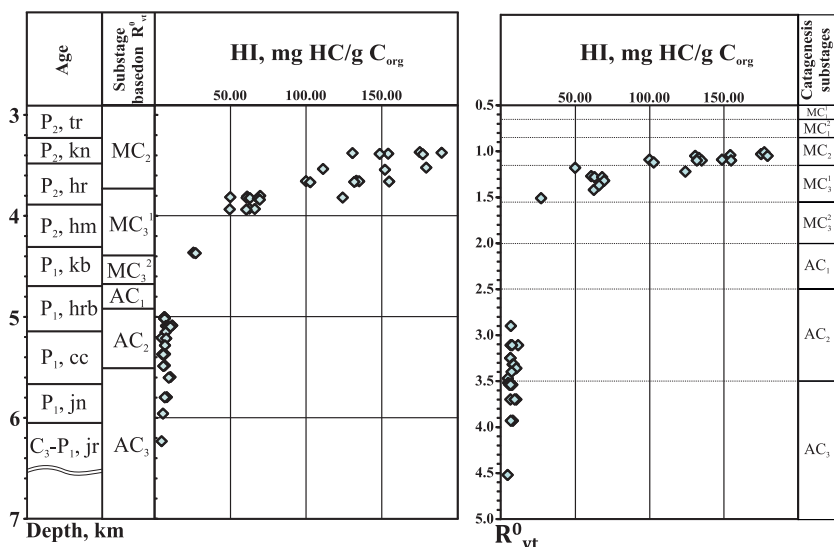 Age
Substage
basedon R⁰vt
HI, mg HC/g Corg
50.00 100.00 150.00
3
4
5
6
7
P₂, tr
P₂, kn
P₂, hr
P₂, hm
P₁, kb
P₁, hrb
P₁, cc
P₁, jn
C₃-P₁, jr
MC₂
MC₃¹
MC₃²
AC₁
AC₂
AC₃
Depth, km
HI, mg HC/g Corg
50.00 100.00 150.00
Catagenesis
substages
0.5
1.0
1.5
2.0
2.5
3.0
3.5
4.0
4.5
5.0
MC₁¹
MC₁²
MC₂
MC₃¹
MC₃²
AC₁
AC₂
AC₃
R⁰vt